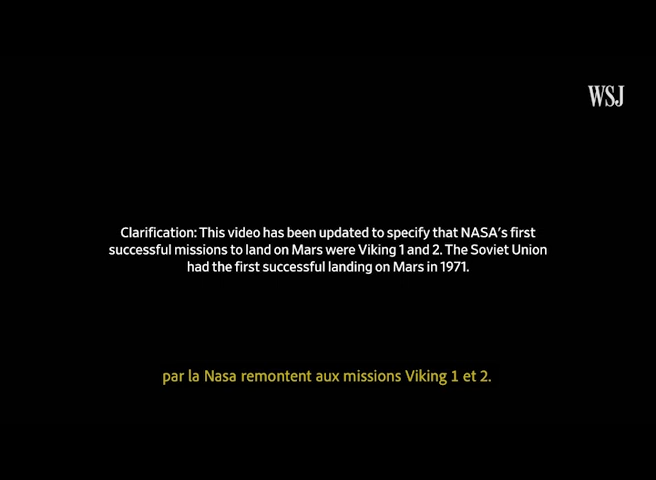 WSJ
Clarification: This video has been updated to specify that NASA's first
successful missions to land on Mars were Viking 1 and 2. The Soviet Union
had the first successful landing on Mars in 1971.
par la Nasa remontent aux missions Viking 1 et 2.